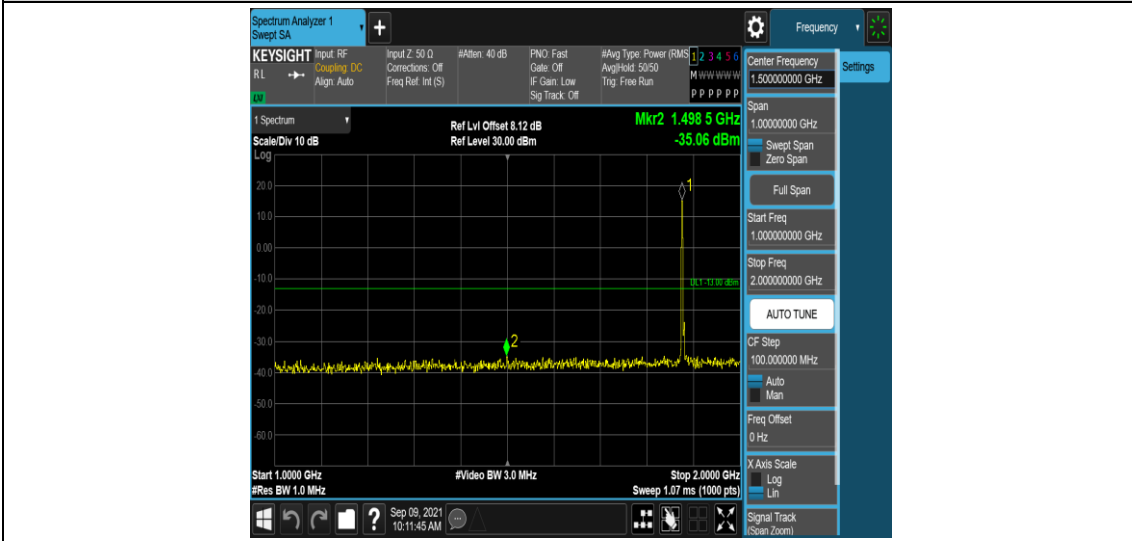 Spectrum Analyzer 1
Swept SA
+
Frequency
KEYSIGHT
RL
Input: RF
Coupling: DC
Align: Auto
Input Z: 50 Ω
Corrections: Off
Freq Ref: Int (S)
#Atten: 40 dB
PNO: Fast
Gate: Off
IF Gain: Low
Sig Track: Off
#Avg Type: Power (RMS
Avg|Hold: 50/50
Trig: Free Run
1 2 3 4 5 6
M W W W W W
P P P P P P
Settings
Center Frequency
1.500000000 GHz
Span
1.00000000 GHz
Swept Span
Zero Span
Full Span
Start Freq
1.000000000 GHz
Stop Freq
2.000000000 GHz
AUTO TUNE
CF Step
100.000000 MHz
Auto
Man
Freq Offset
0 Hz
X Axis Scale
Log
Lin
Signal Track
(Span Zoom)
1 Spectrum
Scale/Div 10 dB
Log
Ref Lvl Offset 8.12 dB
Ref Level 30.00 dBm
Mkr2 1.498 5 GHz
-35.06 dBm
1
20.0
10.0
0.00
-10.0
DL1 -13.00 dBm
-20.0
-30.0
2
-40.0
-50.0
-60.0
Start 1.0000 GHz
#Res BW 1.0 MHz
#Video BW 3.0 MHz
Stop 2.0000 GHz
Sweep 1.07 ms (1000 pts)
?
Sep 09, 2021
10:11:45 AM